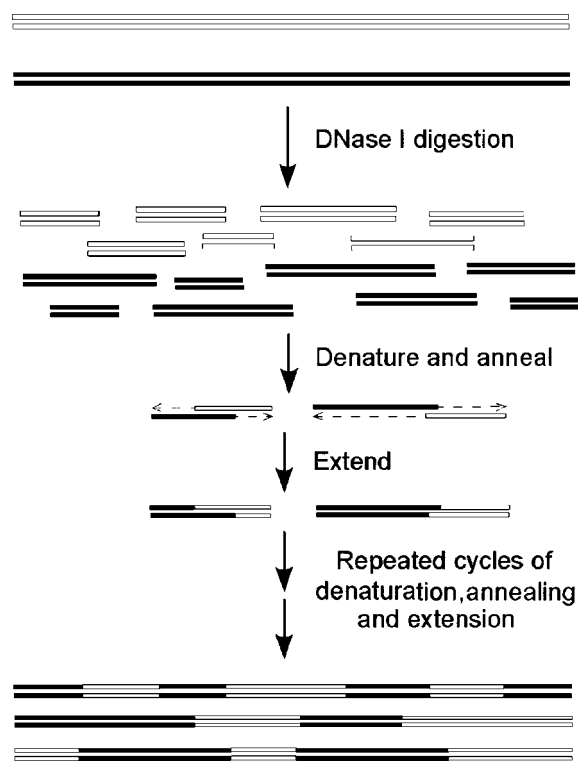 DNase I digestion
Denature and anneal
Extend
Repeated cycles of
denaturation,annealing
and extension